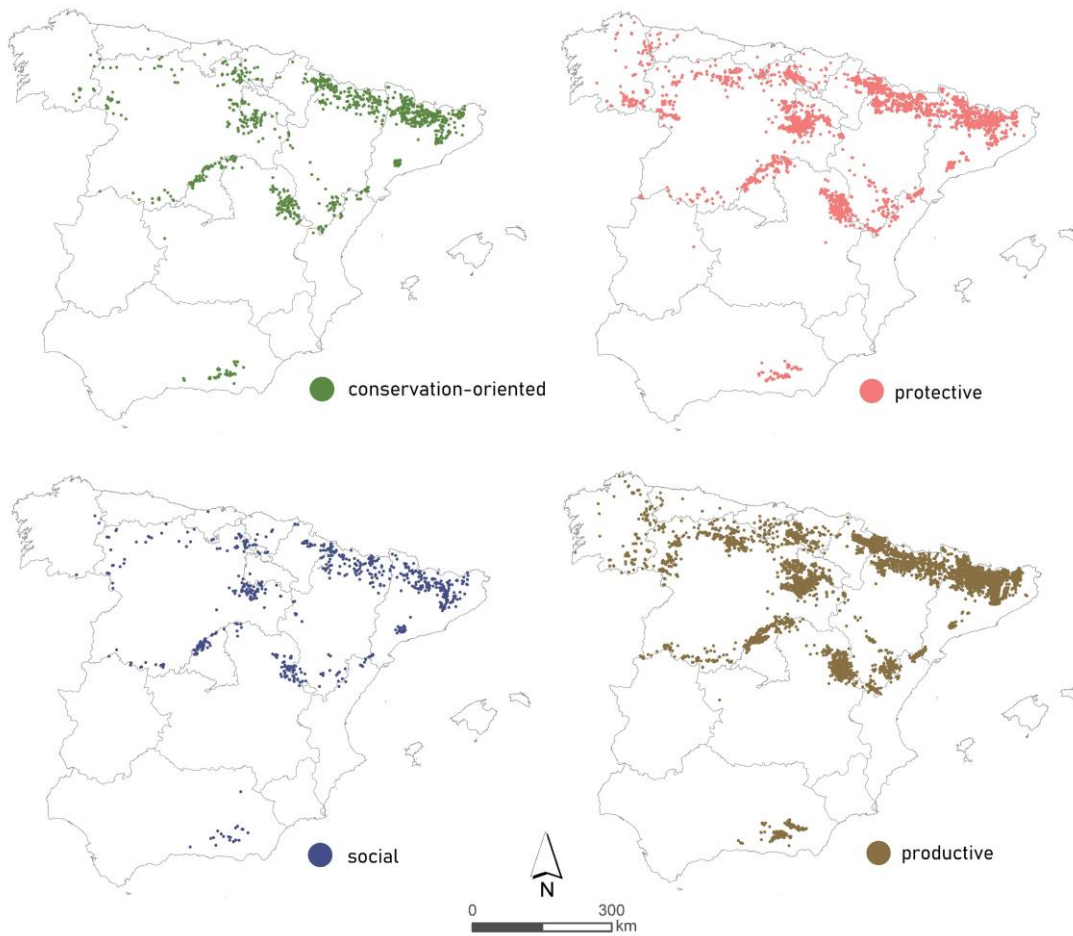 conservation-oriented
protective
social
productive
N
0 300
km